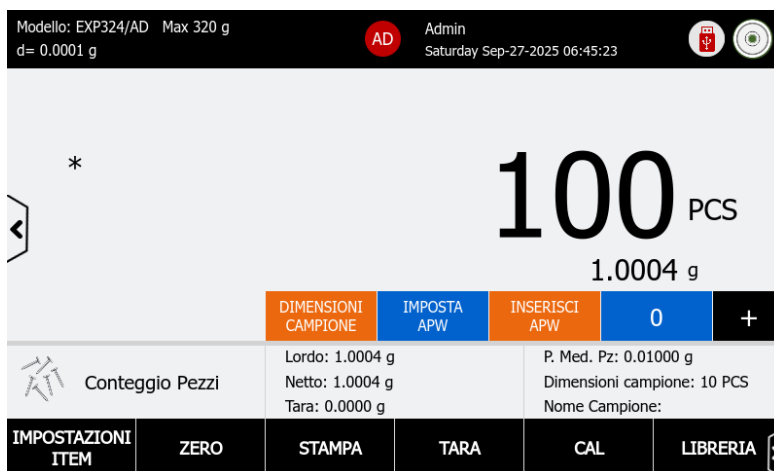 Modello: EXP324/AD Max 320 g
d= 0.0001 g
AD
Admin
Saturday Sep-27-2025 06:45:23
*
100 PCS
1.0004 g
DIMENSIONI
CAMPIONE
IMPOSTA
APW
INSERISCI
APW
0
+
Conteggio Pezzi
Lordo: 1.0004 g
Netto: 1.0004 g
Tara: 0.0000 g
P. Med. Pz: 0.01000 g
Dimensioni campione: 10 PCS
Nome Campione:
IMPOSTAZIONI
ITEM
ZERO
STAMPA
TARA
CAL
LIBRERIA